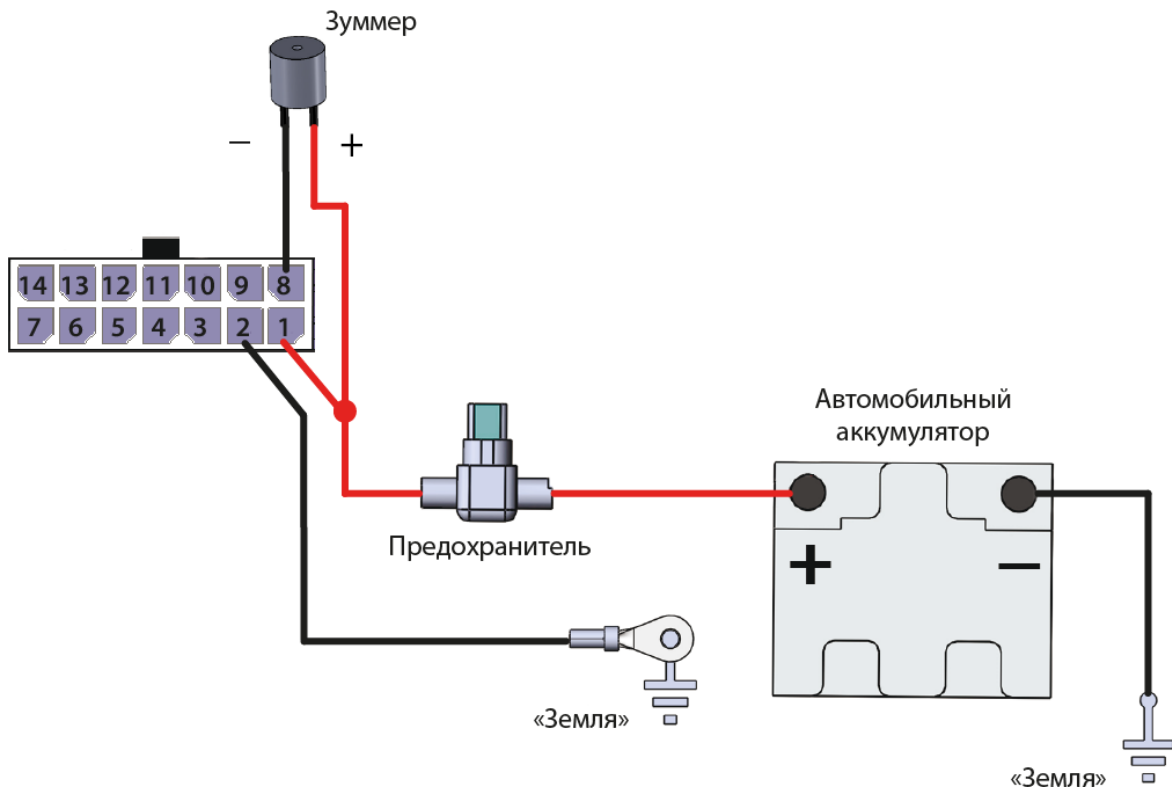 Зуммер
− +
14 13 12 11 10 9 8
7 6 5 4 3 2 1
Автомобильный
аккумулятор
Предохранитель
+ −
«Земля»
«Земля»